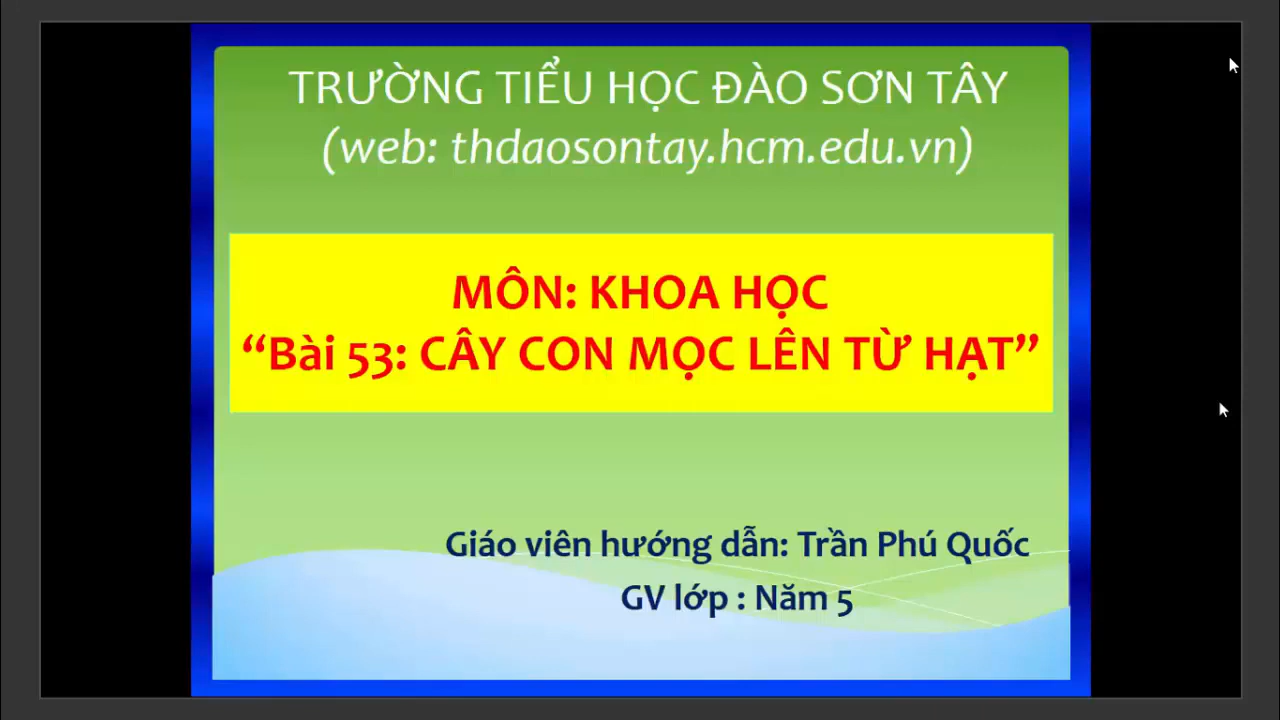 TRƯỜNG TIỂU HỌC ĐÀO SƠN TÂY
(web: thdaosontay.hcm.edu.vn)
MÔN: KHOA HỌC
“Bài 53: CÂY CON MỌC LÊN TỪ HẠT”
Giáo viên hướng dẫn: Trần Phú Quốc
GV lớp : Năm 5